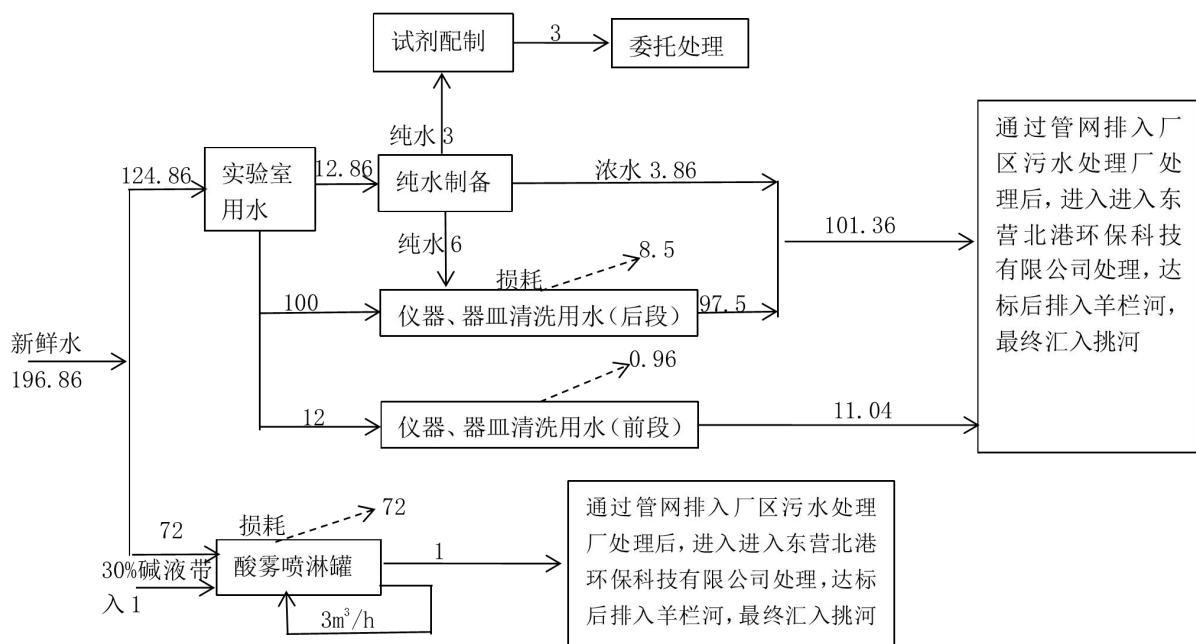 试剂配制
3
委托处理
纯水 3
124.86
实验室
用水
12.86
纯水制备
浓水 3.86
纯水 6
101.36
8.5
损耗
100
仪器、器皿清洗用水（后段）
97.5
通过管网排入厂
区污水处理厂处
理后，进入进入东
营北港环保科技
有限公司处理，达
标后排入羊栏河，
最终汇入挑河
新鲜水
196.86
0.96
12
仪器、器皿清洗用水（前段）
11.04
72
损耗
72
30%碱液带
入 1
酸雾喷淋罐
1
3m³/h
通过管网排入厂区污水处理
厂处理后，进入进入东营北港
环保科技有限公司处理，达标
后排入羊栏河，最终汇入挑河